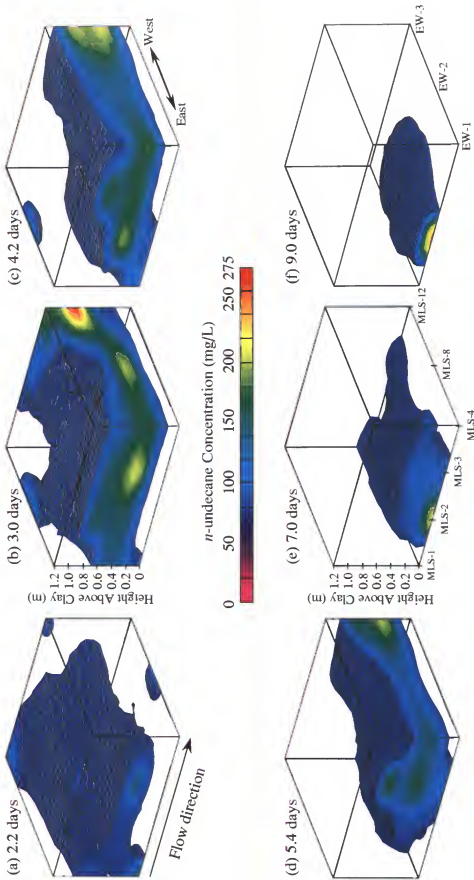 (a) 2.2 days
(b) 3.0 days
(c) 4.2 days
West
East
Flow direction
Height Above Clay (m)
1.2
1.0
0.8
0.6
0.4
0.2
0
n-undecane Concentration (mg/L)
0 50 100 150 200 250 275
(d) 5.4 days
(e) 7.0 days
(f) 9.0 days
Height Above Clay (m)
1.2
1.0
0.8
0.6
0.4
0.2
0
MLS-1
MLS-2
MLS-3
MLS-4
MLS-8
MLS-12
EW-1
EW-2
EW-3